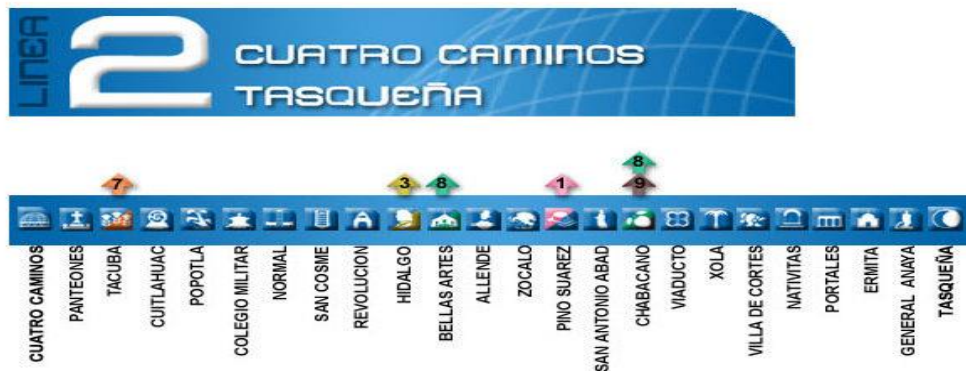 LINEA
2
CUATRO CAMINOS
TASQUEÑA
7
3
8
1
8
9
CUATRO CAMINOS
PANTEONES
TACUBA
CUITLAHUAC
POPOTLA
COLEGIO MILITAR
NORMAL
SAN COSME
REVOLUCION
HIDALGO
BELLAS ARTES
ALLENDE
ZOCALO
PINO SUAREZ
SAN ANTONIO ABAD
CHABACANO
VIADUCTO
XOLA
VILLA DE CORTES
NATIVITAS
PORTALES
ERMITA
GENERAL ANAYA
TASQUEÑA